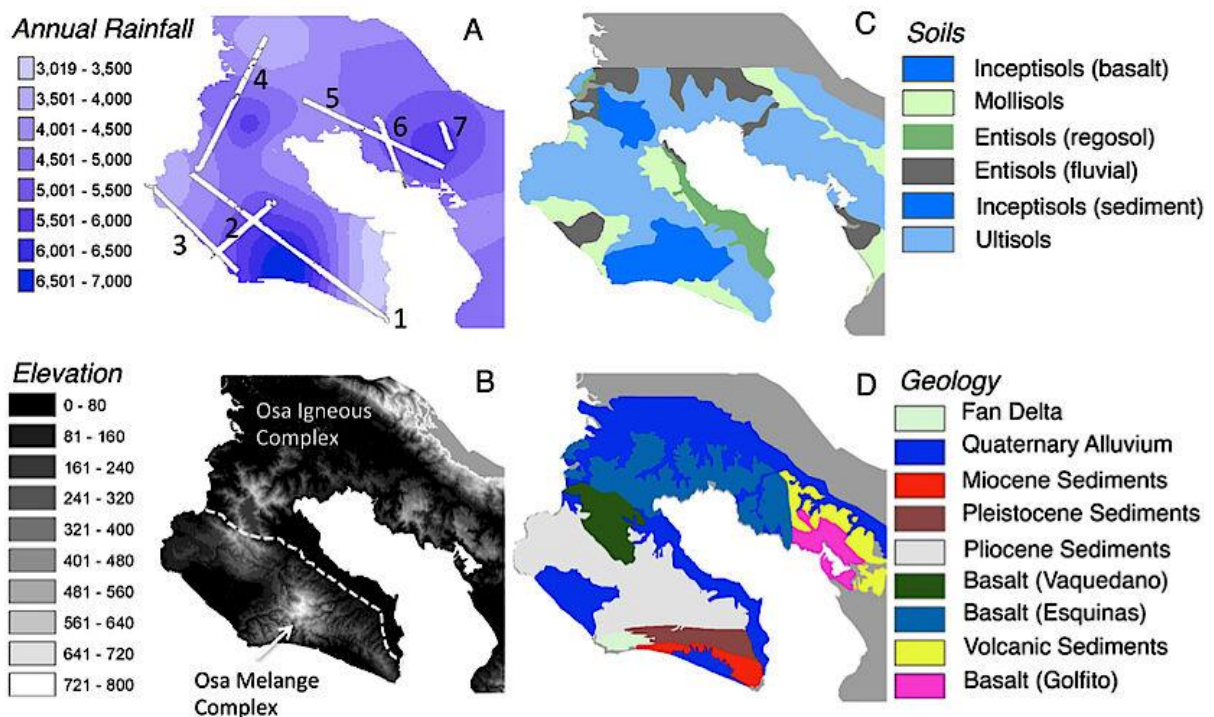 Annual Rainfall
3,019 - 3,500
3,501 - 4,000
4,001 - 4,500
4,501 - 5,000
5,001 - 5,500
5,501 - 6,000
6,001 - 6,500
6,501 - 7,000
A
4
5
6
7
3
2
1
C
Soils
Inceptisols (basalt)
Mollisols
Entisols (regosol)
Entisols (fluvial)
Inceptisols (sediment)
Ultisols
Elevation
0 - 80
81 - 160
161 - 240
241 - 320
321 - 400
401 - 480
481 - 560
561 - 640
641 - 720
721 - 800
B
Osa Igneous
Complex
Osa Melange
Complex
D
Geology
Fan Delta
Quaternary Alluvium
Miocene Sediments
Pleistocene Sediments
Pliocene Sediments
Basalt (Vaquedano)
Basalt (Esquinas)
Volcanic Sediments
Basalt (Golfito)